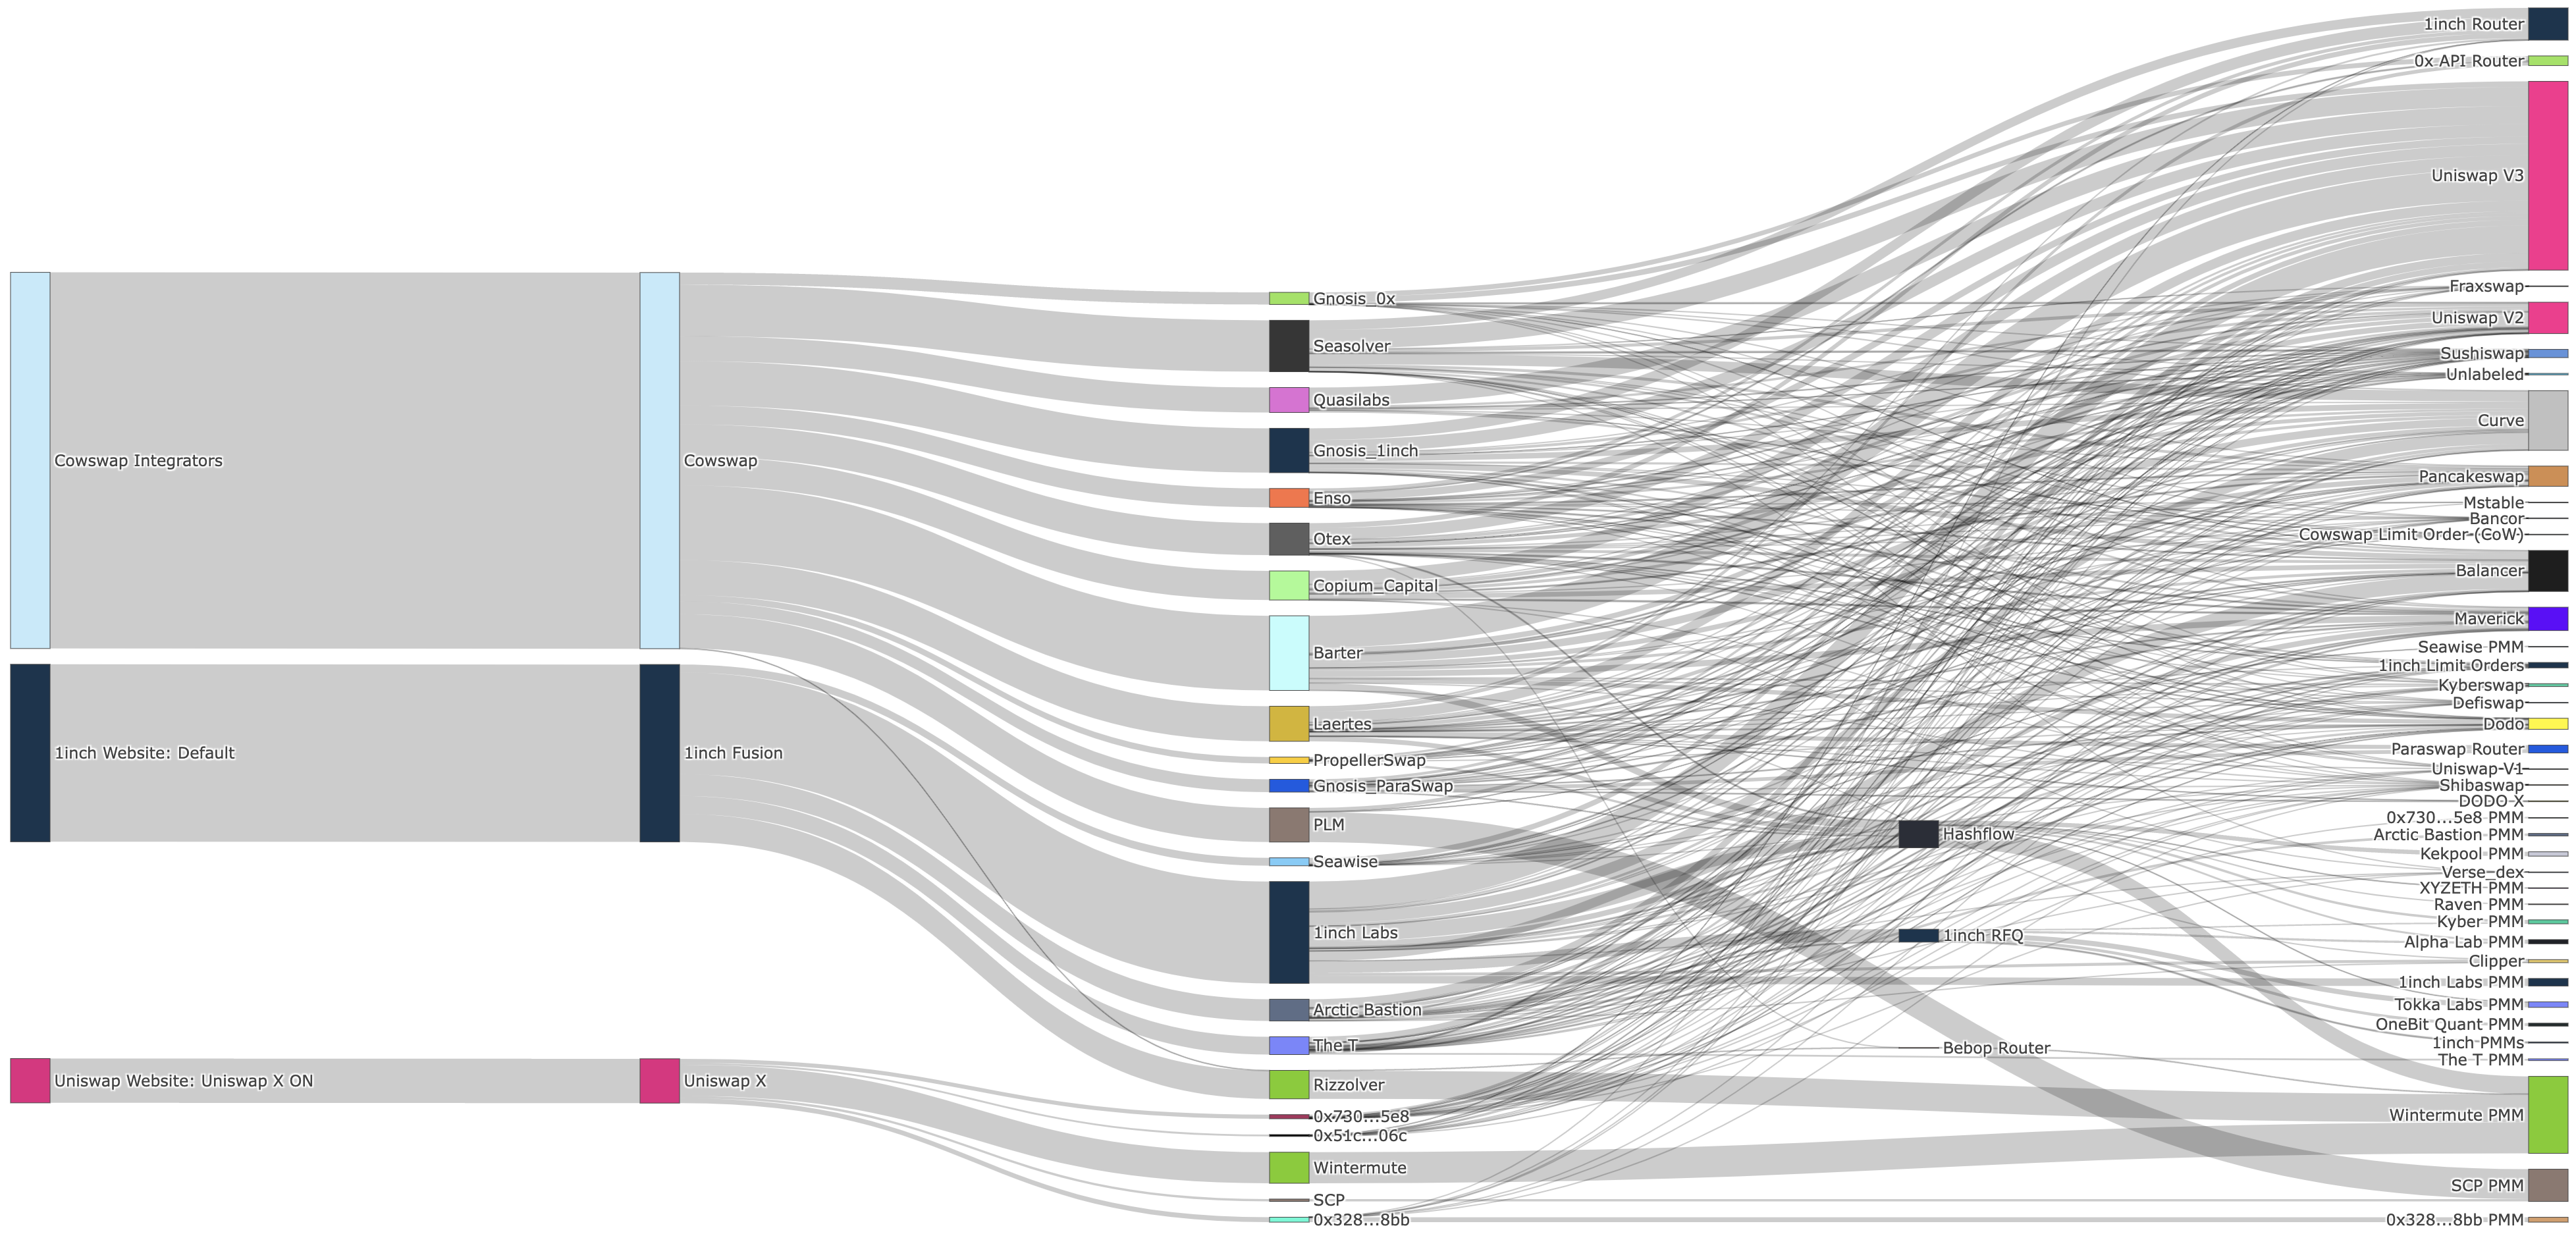 Cowswap Integrators
1inch Website: Default
Uniswap Website: Uniswap X ON
Cowswap
1inch Fusion
Uniswap X
Gnosis_0x
Seasolver
Quasilabs
Gnosis_1inch
Enso
Otex
Copium_Capital
Barter
Laertes
PropellerSwap
Gnosis_ParaSwap
PLM
Seawise
1inch Labs
Arctic Bastion
The T
Rizzolver
0x730...5e8
0x51c...06c
Wintermute
SCP
0x328...8bb
Hashflow
1inch RFQ
Bebop Router
1inch Router
0x API Router
Uniswap V3
Fraxswap
Uniswap V2
Sushiswap
Unlabeled
Curve
Pancakeswap
Mstable
Bancor
Cowswap Limit Order (CoW)
Balancer
Maverick
Seawise PMM
1inch Limit Orders
Kyberswap
Defiswap
Dodo
Paraswap Router
Uniswap V1
Shibaswap
DODO X
0x730...5e8 PMM
Arctic Bastion PMM
Kekpool PMM
Verse_dex
XYZETH PMM
Raven PMM
Kyber PMM
Alpha Lab PMM
Clipper
1inch Labs PMM
Tokka Labs PMM
OneBit Quant PMM
1inch PMMs
The T PMM
Wintermute PMM
SCP PMM
0x328...8bb PMM